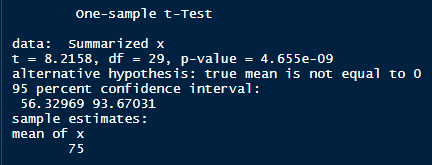 One-sample t-Test
data:  Summarized x
t = 8.2158, df = 29, p-value = 4.655e-09
alternative hypothesis: true mean is not equal to 0
95 percent confidence interval:
56.32969 93.67031
sample estimates:
mean of x
75